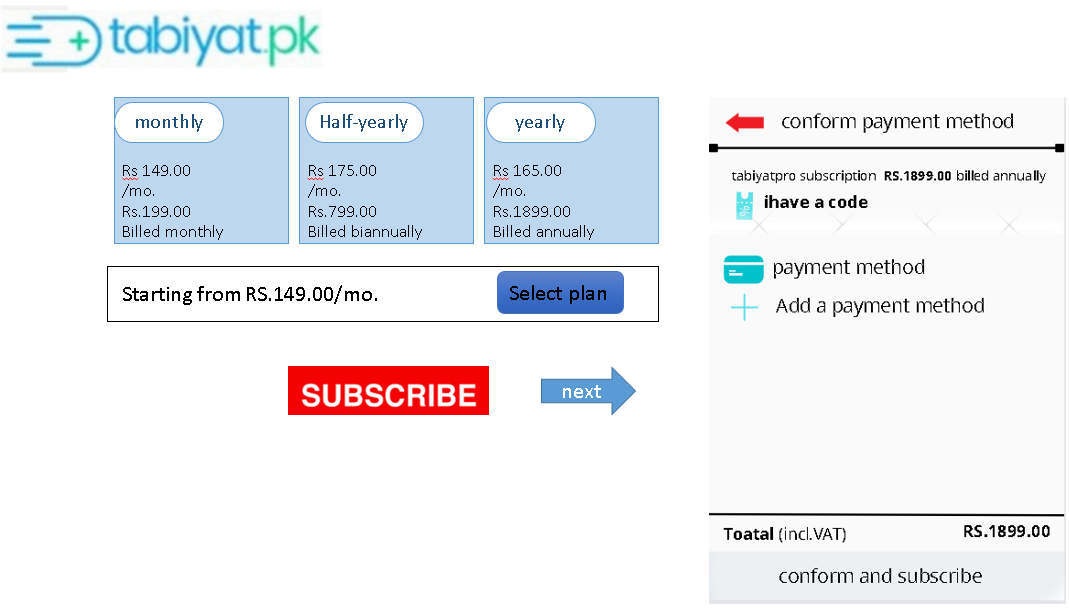 tabiyat.pk
monthly
Rs 149.00
/mo.
Rs.199.00
Billed monthly
Half-yearly
Rs 175.00
/mo.
Rs.799.00
Billed biannually
yearly
Rs 165.00
/mo.
Rs.1899.00
Billed annually
Starting from RS.149.00/mo.
Select plan
SUBSCRIBE
next
conform payment method
tabiyatpro subscription RS.1899.00 billed annually
ihave a code
payment method
Add a payment method
Toatal (incl.VAT) RS.1899.00
conform and subscribe